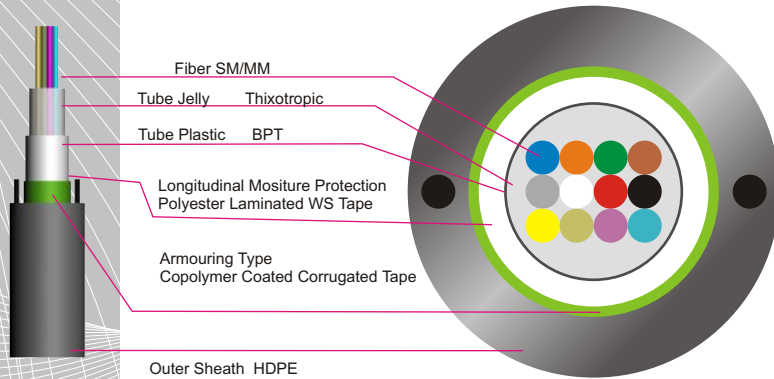 Fiber SM/MM
Tube Jelly Thixotropic
Tube Plastic BPT
Longitudinal Mositure Protection
Polyester Laminated WS Tape
Armouring Type
Copolymer Coated Corrugated Tape
Outer Sheath HDPE